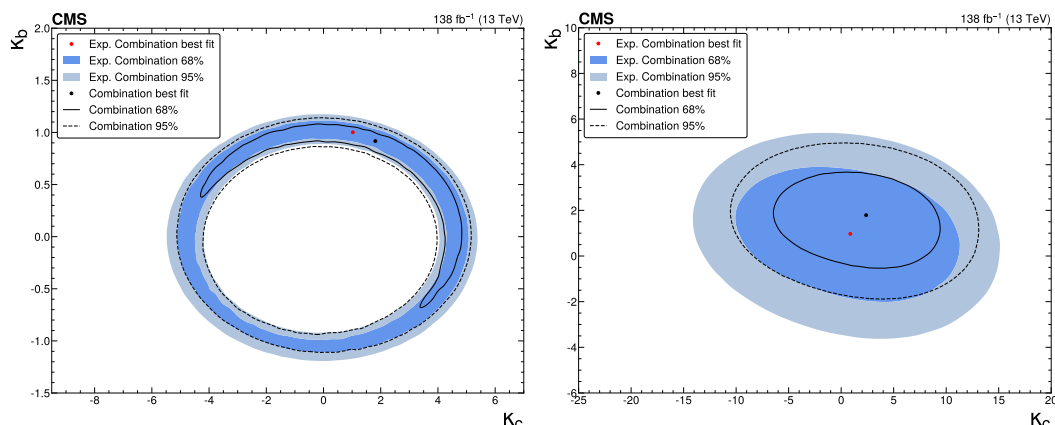 CMS 138 fb⁻¹ (13 TeV)
κ_b
2.0
1.5
1.0
0.5
0.0
-0.5
-1.0
-1.5
Exp. Combination best fit
Exp. Combination 68%
Exp. Combination 95%
Combination best fit
Combination 68%
Combination 95%
-8 -6 -4 -2 0 2 4 6
κ_c
CMS 138 fb⁻¹ (13 TeV)
κ_b
10
8
6
4
2
0
-2
-4
-6
Exp. Combination best fit
Exp. Combination 68%
Exp. Combination 95%
Combination best fit
Combination 68%
Combination 95%
-25 -20 -15 -10 -5 0 5 10 15 20
κ_c